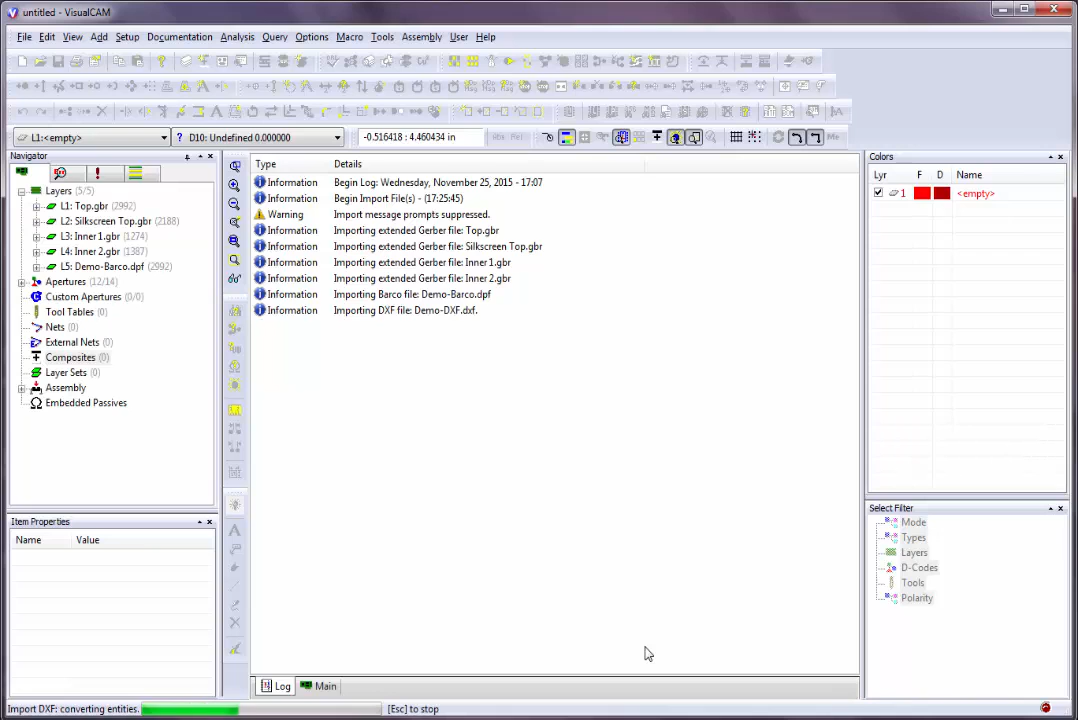 untitled - VisualCAM
File Edit View Add Setup Documentation Analysis Query Options Macro Tools Assembly User Help
L1:<empty> D10: Undefined 0.000000 -0.516418 : 4.460434 in Abs Rel Me
Navigator
Layers (5/5)
L1: Top.gbr (2992)
L2: Silkscreen Top.gbr (2188)
L3: Inner 1.gbr (1274)
L4: Inner 2.gbr (1387)
L5: Demo-Barco.dpf (2992)
Apertures (12/14)
Custom Apertures (0/0)
Tool Tables (0)
Nets (0)
External Nets (0)
Composites (0)
Layer Sets (0)
Assembly
Embedded Passives
Item Properties
Name Value
Type Details
Information Begin Log: Wednesday, November 25, 2015 - 17:07
Information Begin Import File(s) - (17:25:45)
Warning Import message prompts suppressed.
Information Importing extended Gerber file: Top.gbr
Information Importing extended Gerber file: Silkscreen Top.gbr
Information Importing extended Gerber file: Inner 1.gbr
Information Importing extended Gerber file: Inner 2.gbr
Information Importing Barco file: Demo-Barco.dpf
Information Importing DXF file: Demo-DXF.dxf.
Log Main
Colors
Lyr F D Name
1 <empty>
Select Filter
Mode
Types
Layers
D-Codes
Tools
Polarity
Import DXF: converting entities. [Esc] to stop